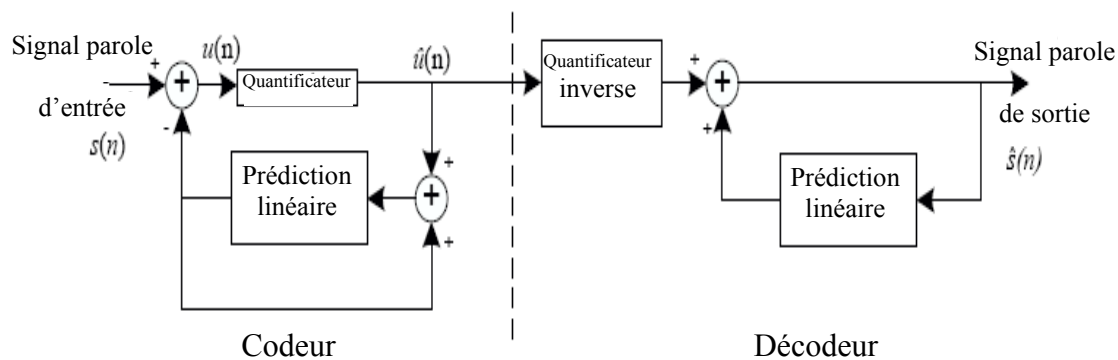 Signal parole
d'entrée
s(n)
+
-
+
-
u(n)
Quantificateur
û(n)
Prédiction
linéaire
+
+
+
Codeur
Quantificateur
inverse
+
+
+
Prédiction
linéaire
Signal parole
de sortie
ŝ(n)
Décodeur